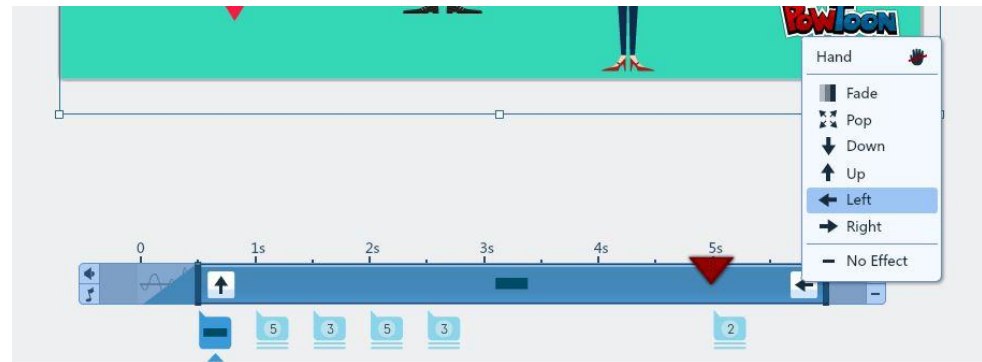 POWTOON
Hand
Fade
Pop
Down
Up
Left
Right
No Effect
0 1s 2s 3s 4s 5s
5 3 5 3 2